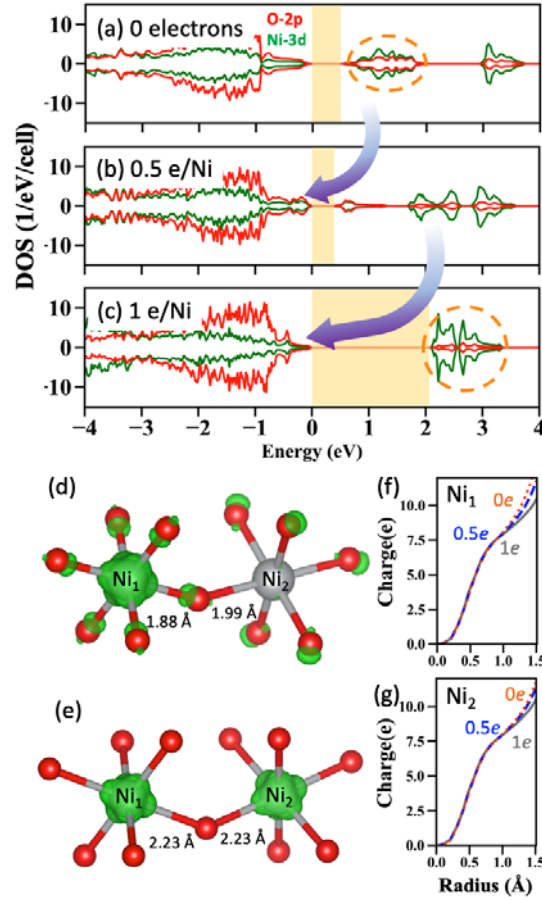 (a) 0 electrons
O-2p
Ni-3d
10
0
-10
(b) 0.5 e/Ni
10
0
-10
DOS (1/eV/cell)
(c) 1 e/Ni
10
0
-10
-4 -3 -2 -1 0 1 2 3 4
Energy (eV)
(d)
Ni1
Ni2
1.88 Å
1.99 Å
(e)
Ni1
Ni2
2.23 Å
2.23 Å
(f)
Ni1
0e
0.5e
1e
Charge(e)
10.0
7.5
5.0
2.5
0.0
0.0 0.5 1.0 1.5
(g)
Ni2
0e
0.5e
1e
Charge(e)
10.0
7.5
5.0
2.5
0.0
0.0 0.5 1.0 1.5
Radius (Å)